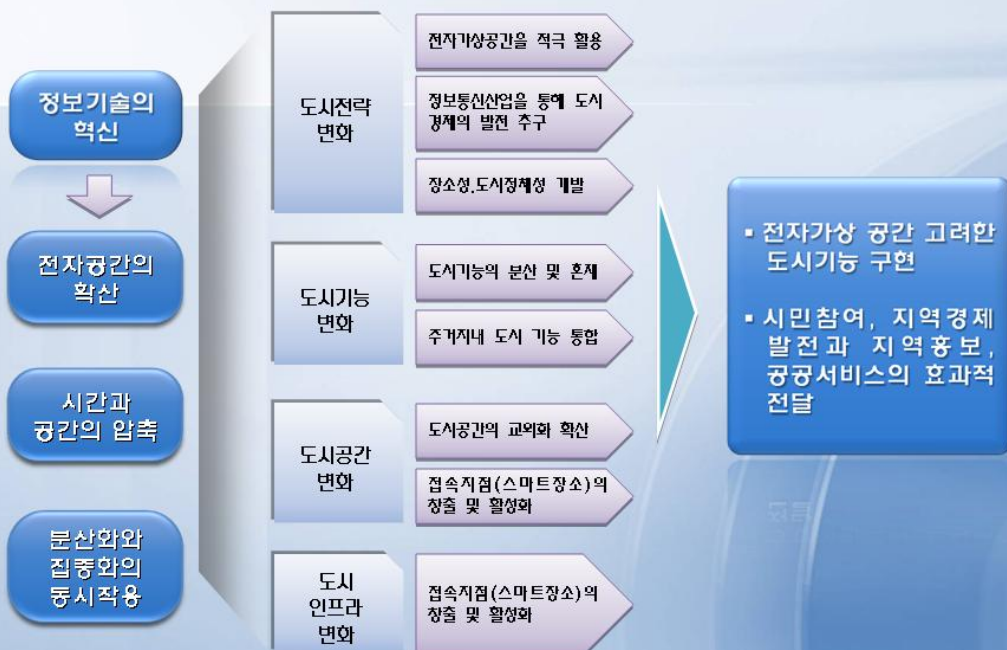 정보기술의
혁신
전자공간의
확산
시간과
공간의 압축
분산화와
집중화의
동시작용
도시전략
변화
전자가상공간을 적극 활용
정보통신산업을 통해 도시
경제의 발전 추구
장소성,도시정체성 개발
도시기능
변화
도시기능의 분산 및 혼재
주거지내 도시 기능 통합
도시공간
변화
도시공간의 교외화 확산
접속지점(스마트장소)의
창출 및 활성화
도시
인프라
변화
접속지점(스마트장소)의
창출 및 활성화
▪ 전자가상 공간 고려한
도시기능 구현
▪ 시민참여, 지역경제
발전과 지역홍보,
공공서비스의 효과적
전달